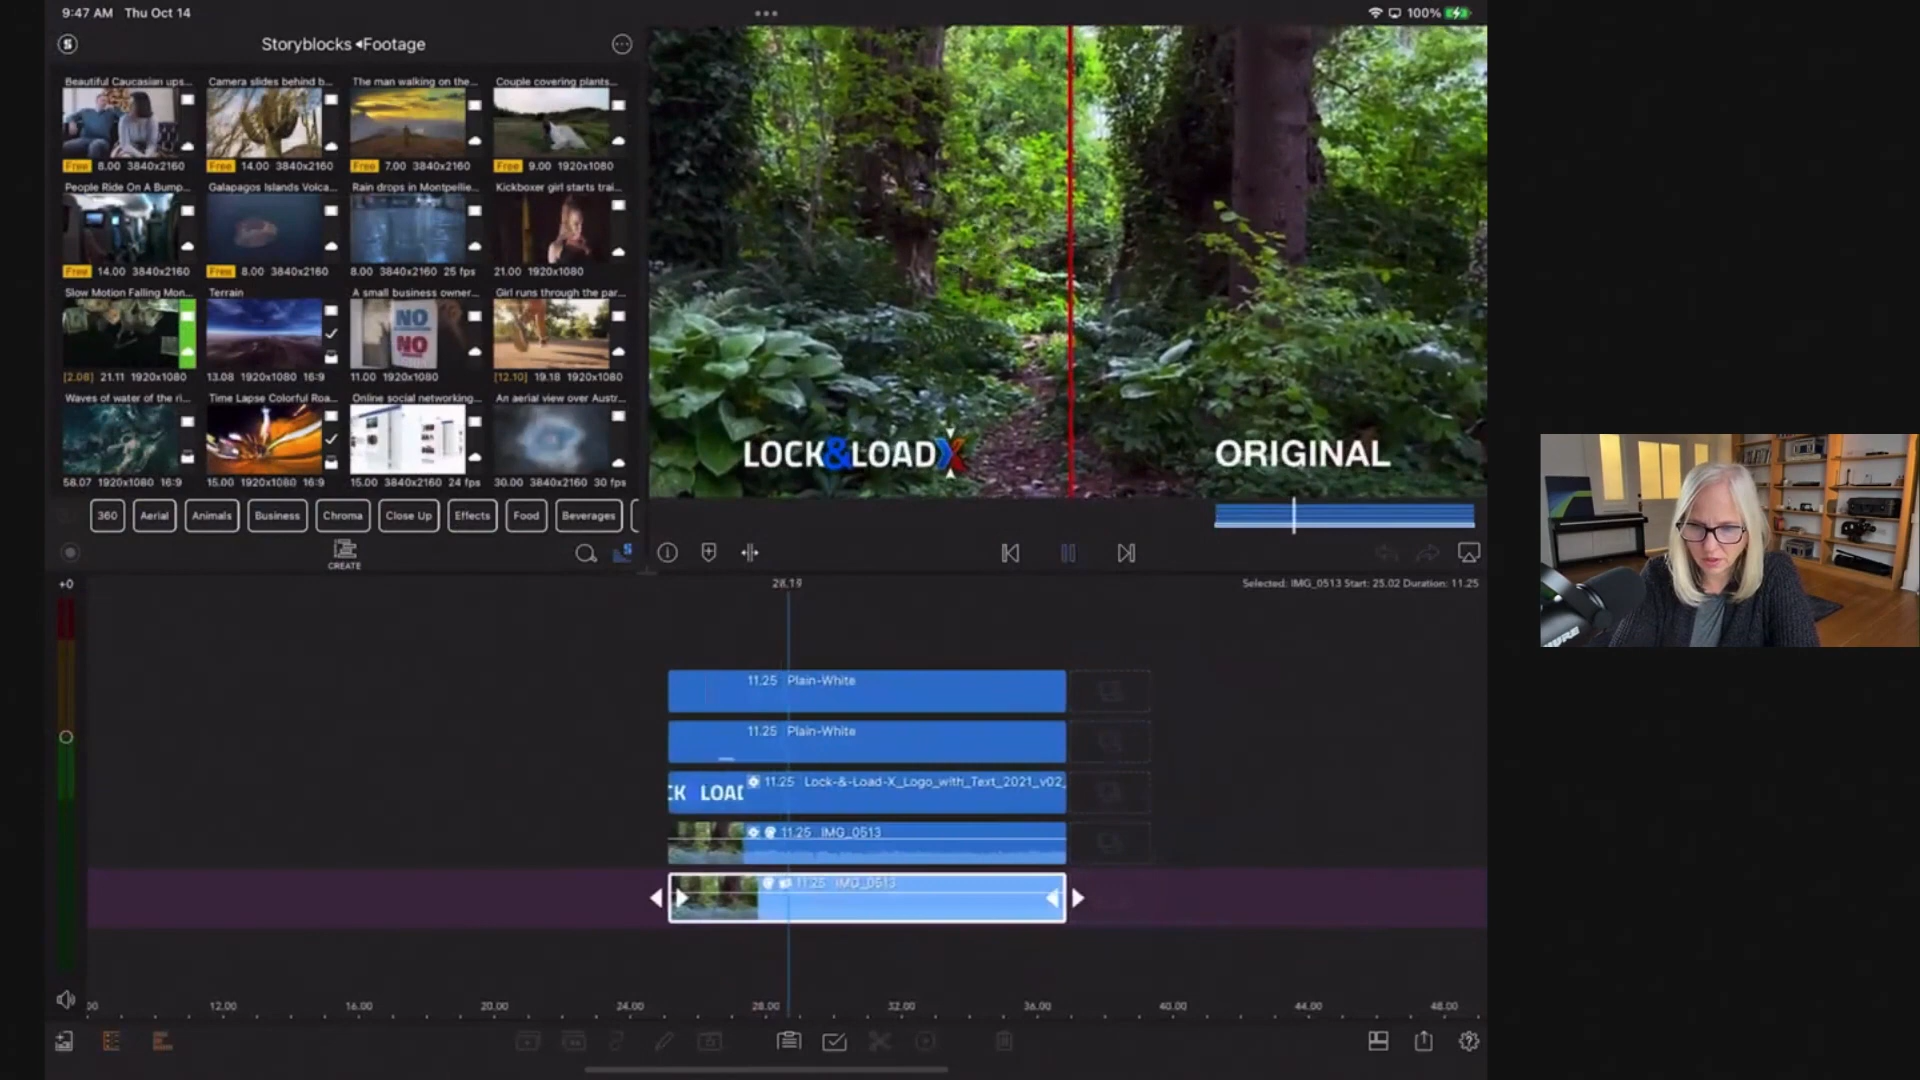 9:47 AM Thu Oct 14
100%
Storyblocks ◂Footage
Beautiful Caucasian ups...
Camera slides behind b...
The man walking on the...
Couple covering plants...
Free 8.00 3840x2160
Free 14.00 3840x2160
Free 7.00 3840x2160
Free 9.00 1920x1080
People Ride On A Bump...
Galapagos Islands Volca...
Rain drops in Montpellie...
Kickboxer girl starts trai...
Free 14.00 3840x2160
Free 8.00 3840x2160
8.00 3840x2160 25 fps
21.00 1920x1080
Slow Motion Falling Mon...
Terrain
A small business owner...
Girl runs through the par...
NO
NO
[2.08] 21.11 1920x1080
13.08 1920x1080 16:9
11.00 1920x1080
[12.10] 19.18 1920x1080
Waves of water of the ri...
Time Lapse Colorful Roa...
Online social networking...
An aerial view over Austr...
58.07 1920x1080 16:9
15.00 1920x1080 16:9
15.00 3840x2160 24 fps
30.00 3840x2160 30 fps
360 Aerial Animals Business Chroma Close Up Effects Food Beverages
CREATE
LOCK&LOADX
ORIGINAL
+0
28.19
Selected: IMG_0513 Start: 25.02 Duration: 11.25
11.25 Plain-White
11.25 Plain-White
CK LOAD
11.25 Lock-&-Load-X_Logo_with_Text_2021_v02_
11.25 IMG_0513
11.25 IMG_0513
00 12.00 16.00 20.00 24.00 28.00 32.00 36.00 40.00 44.00 48.00
SHURE